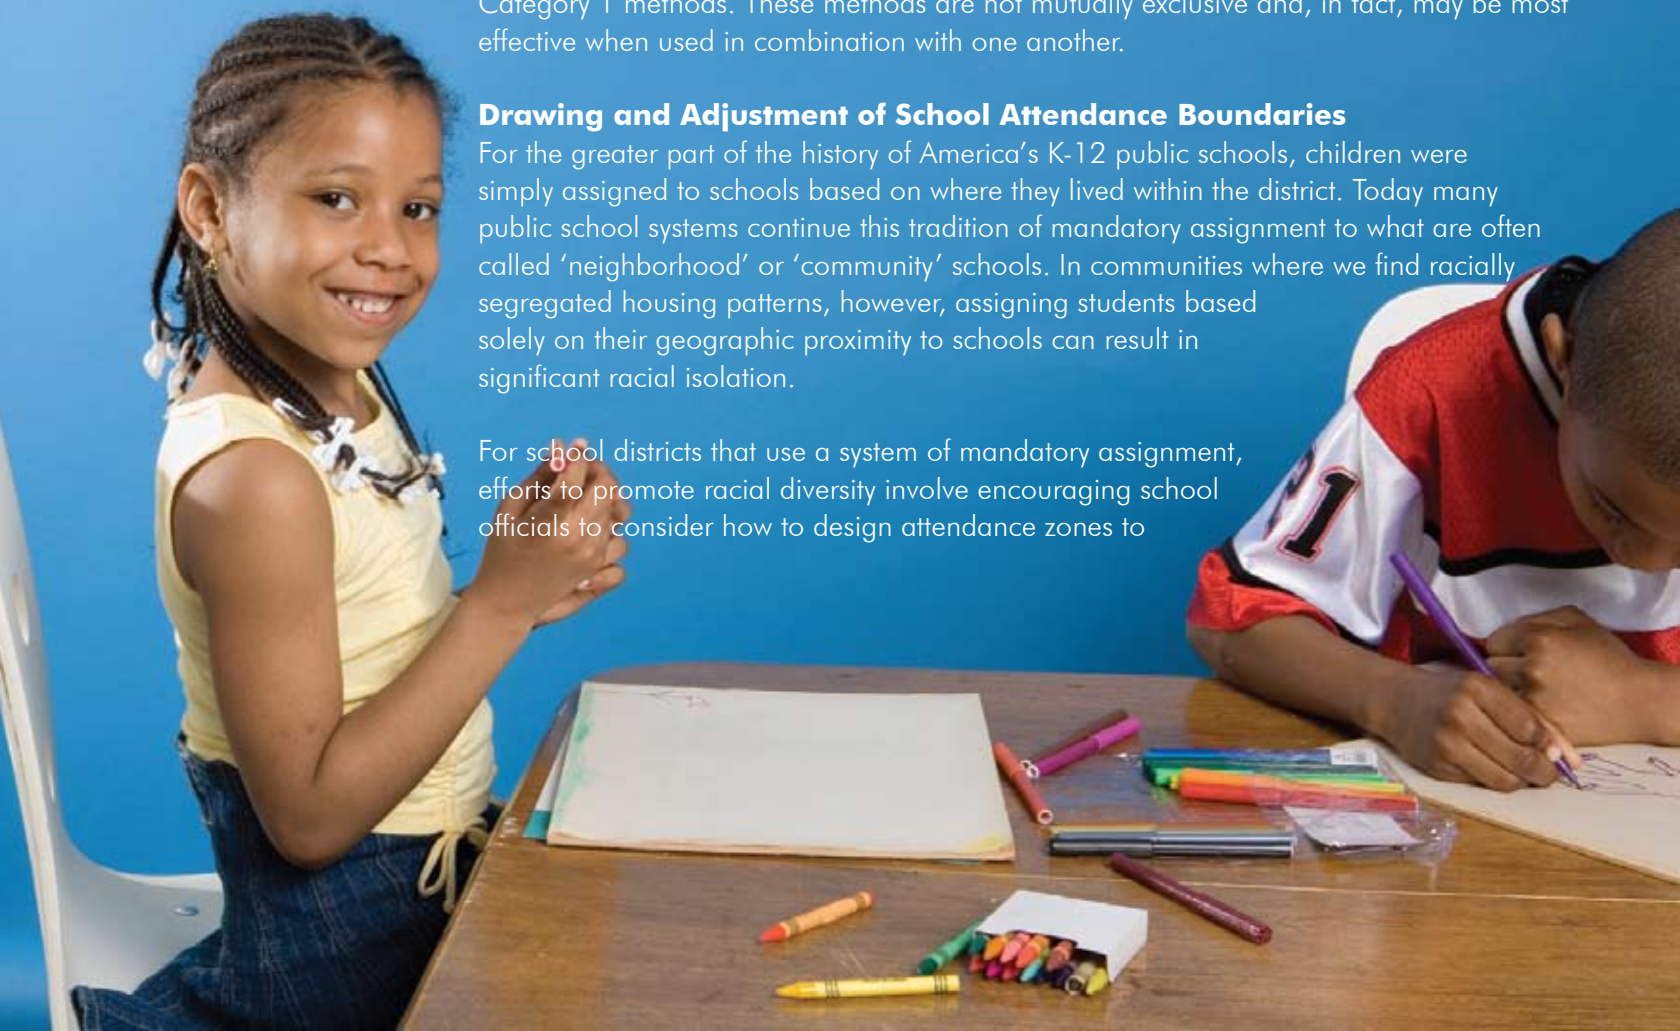 Category 1 methods. These methods are not mutually exclusive and, in fact, may be most
effective when used in combination with one another.
Drawing and Adjustment of School Attendance Boundaries
For the greater part of the history of America’s K-12 public schools, children were
simply assigned to schools based on where they lived within the district. Today many
public school systems continue this tradition of mandatory assignment to what are often
called ‘neighborhood’ or ‘community’ schools. In communities where we find racially
segregated housing patterns, however, assigning students based
solely on their geographic proximity to schools can result in
significant racial isolation.
For school districts that use a system of mandatory assignment,
efforts to promote racial diversity involve encouraging school
officials to consider how to design attendance zones to
21